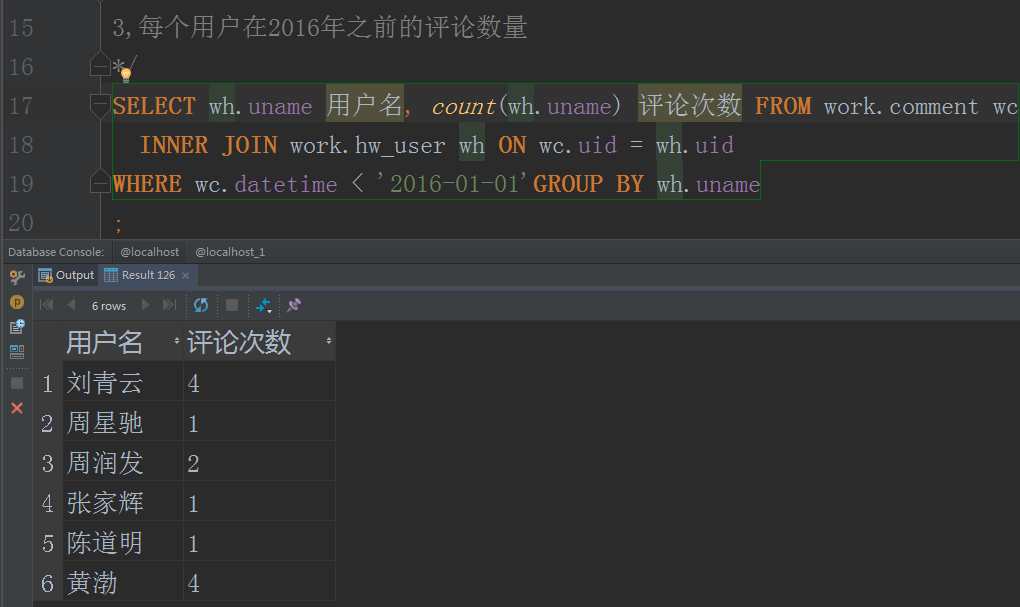 15 3,每个用户在2016年之前的评论数量
16 */
17 SELECT wh.uname 用户名, count(wh.uname) 评论次数 FROM work.comment wc
18 INNER JOIN work.hw_user wh ON wc.uid = wh.uid
19 WHERE wc.datetime < '2016-01-01'GROUP BY wh.uname
20 ;
Database Console: @localhost @localhost_1
Output Result 126
6 rows
用户名 评论次数
1 刘青云 4
2 周星驰 1
3 周润发 2
4 张家辉 1
5 陈道明 1
6 黄渤 4